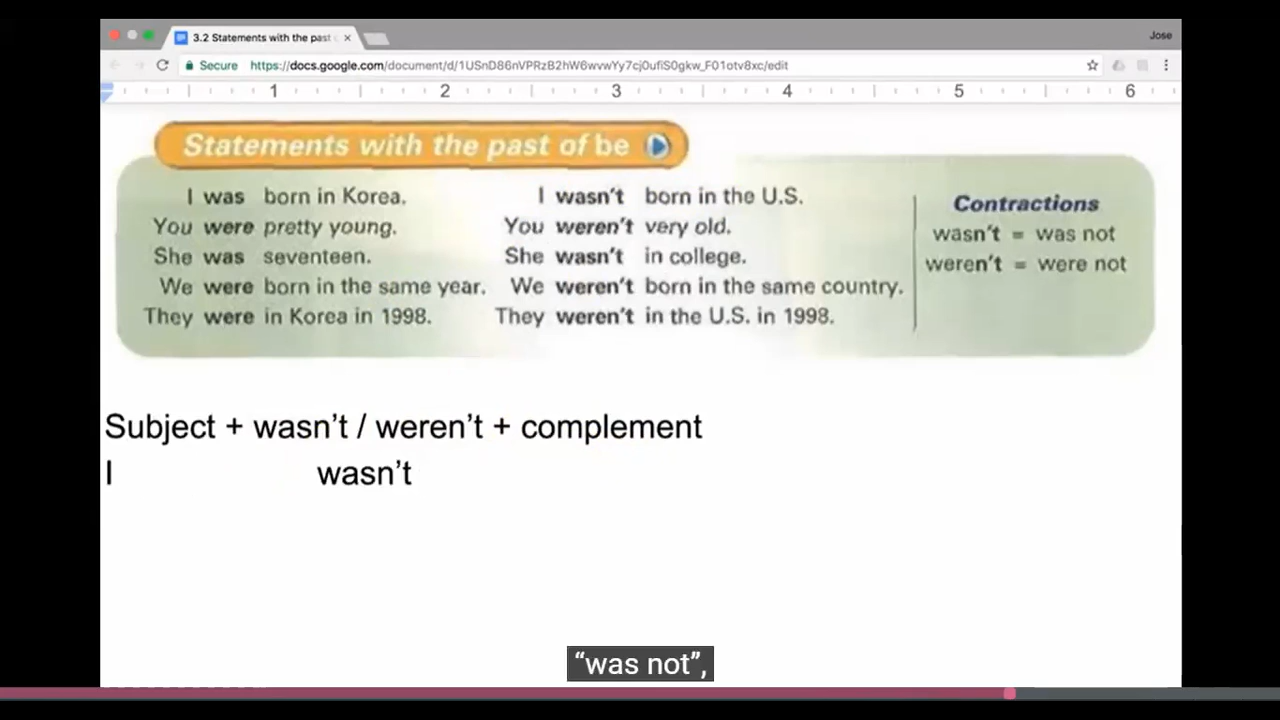 3.2 Statements with the past
Jose
Secure https://docs.google.com/document/d/1USnD86nVPRzB2hW6wvwYy7cj0ufiS0gkw_F01otv8xc/edit
1 2 3 4 5 6
Statements with the past of be
I was born in Korea. I wasn't born in the U.S. Contractions
You were pretty young. You weren't very old. wasn't = was not
She was seventeen. She wasn't in college. weren't = were not
We were born in the same year. We weren't born in the same country.
They were in Korea in 1998. They weren't in the U.S. in 1998.
Subject + wasn't / weren't + complement
I wasn't
“was not”,